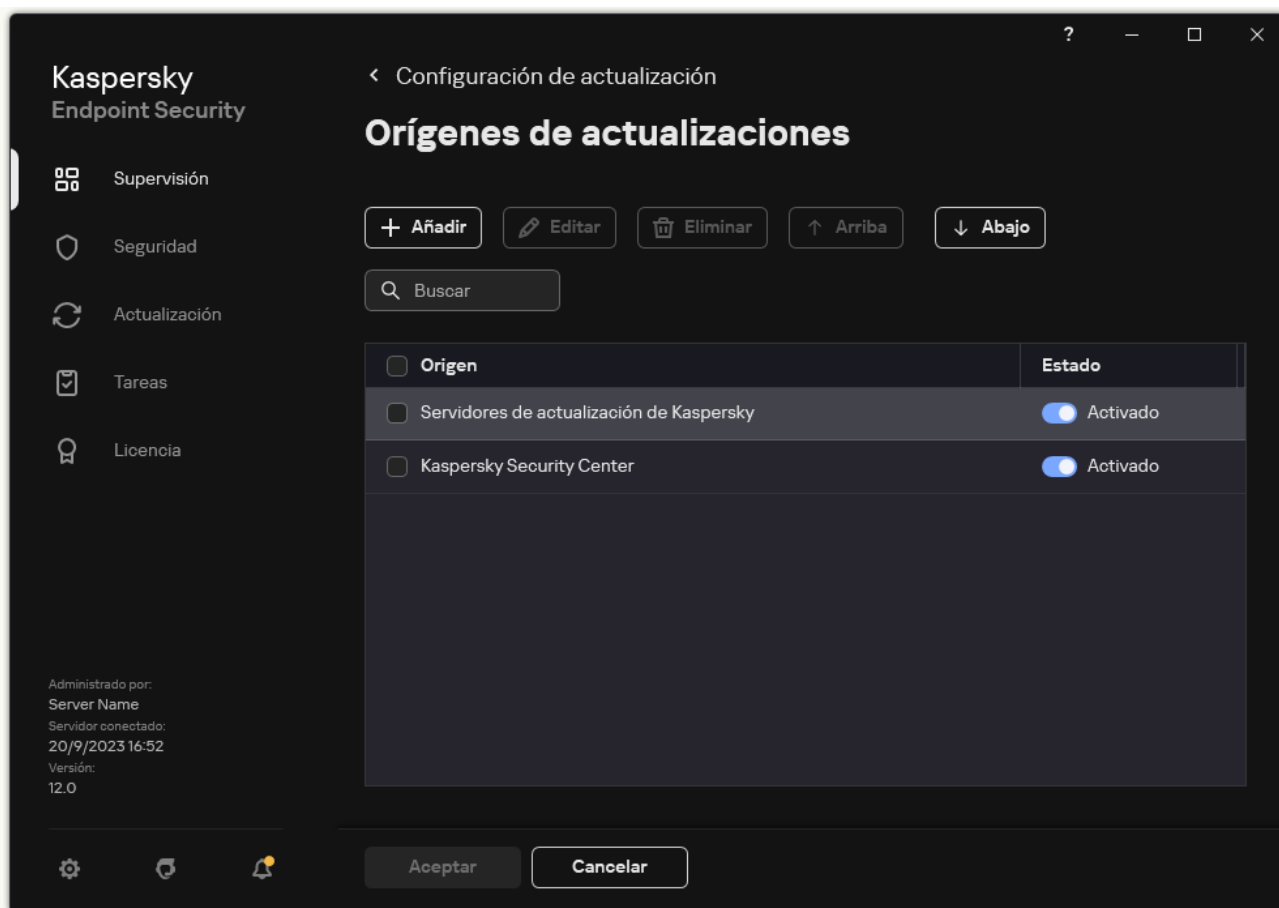 ?
Kaspersky
Endpoint Security
Supervisión
Seguridad
Actualización
Tareas
Licencia
Administrado por:
Server Name
Servidor conectado:
20/9/2023 16:52
Versión:
12.0
Configuración de actualización
Orígenes de actualizaciones
Añadir Editar Eliminar Arriba Abajo
Buscar
Origen Estado
Servidores de actualización de Kaspersky Activado
Kaspersky Security Center Activado
Aceptar Cancelar